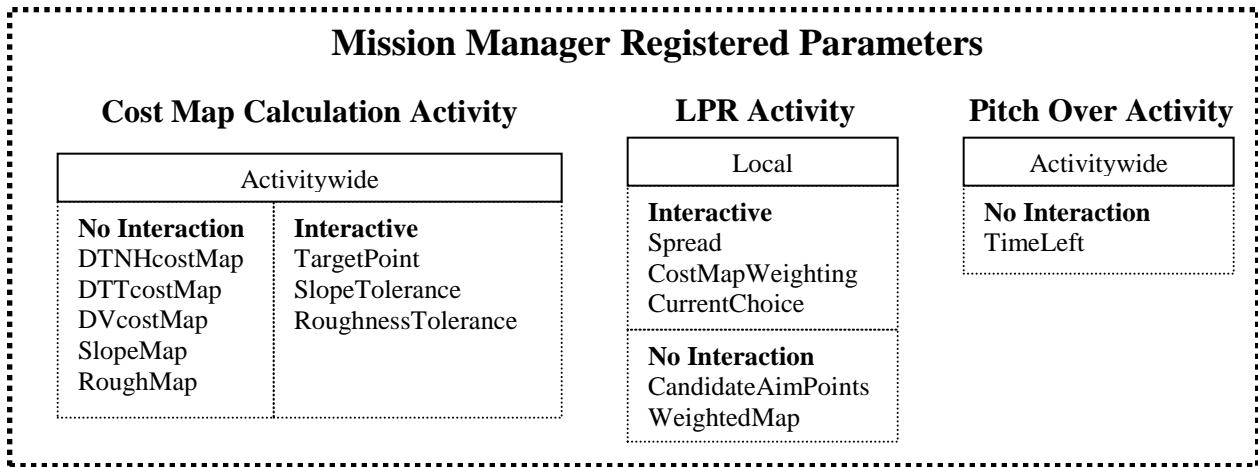 Mission Manager Registered Parameters
Cost Map Calculation Activity
Activitywide
No Interaction
DTNHcostMap
DTTcostMap
DVcostMap
SlopeMap
RoughMap
Interactive
TargetPoint
SlopeTolerance
RoughnessTolerance
LPR Activity
Local
Interactive
Spread
CostMapWeighting
CurrentChoice
No Interaction
CandidateAimPoints
WeightedMap
Pitch Over Activity
Activitywide
No Interaction
TimeLeft